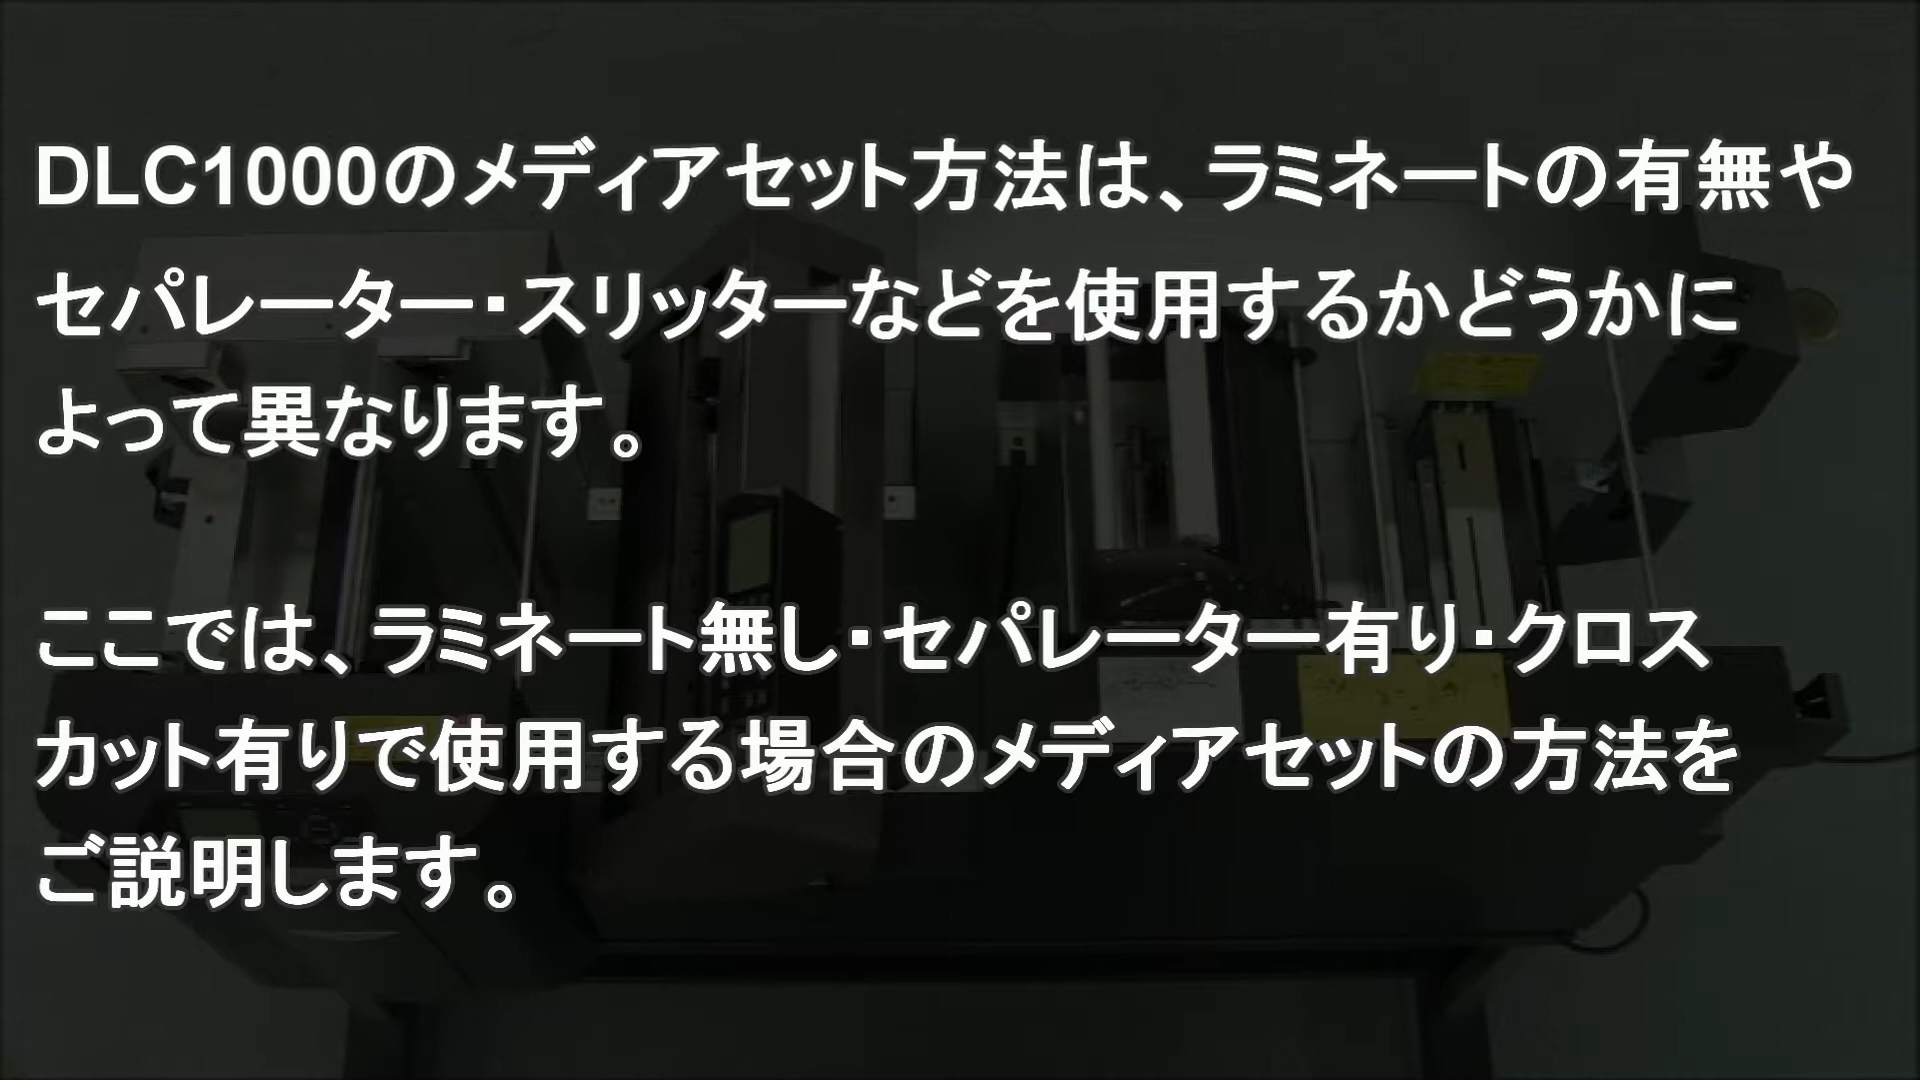 DLC1000のメディアセット方法は、ラミネートの有無や
セパレーター・スリッターなどを使用するかどうかに
よって異なります。
ここでは、ラミネート無し・セパレーター有り・クロス
カット有りで使用する場合のメディアセットの方法を
ご説明します。